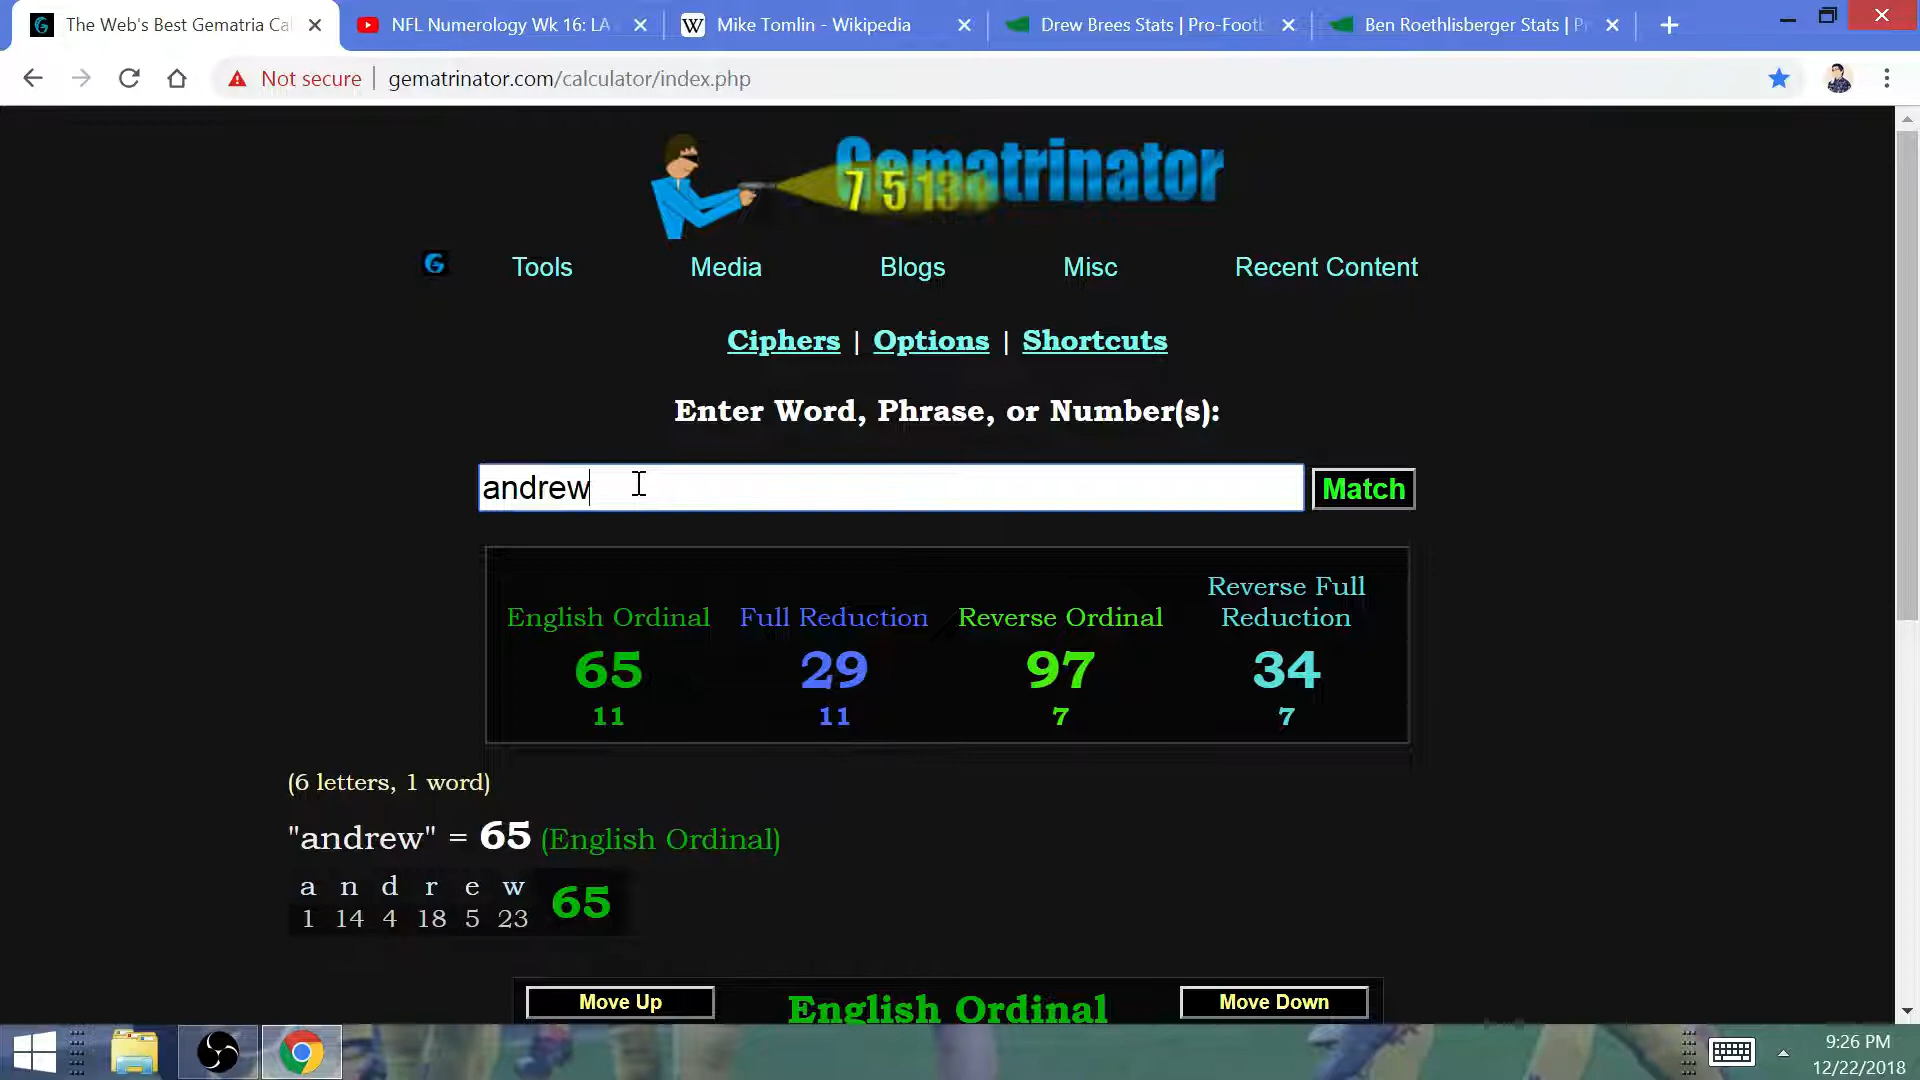 The Web's Best Gematria Cal
NFL Numerology Wk 16: LA
Mike Tomlin - Wikipedia
Drew Brees Stats | Pro-Footb
Ben Roethlisberger Stats | P
Not secure
gematrinator.com/calculator/index.php
Gematrinator
7 5 13
G
Tools
Media
Blogs
Misc
Recent Content
Ciphers | Options | Shortcuts
Enter Word, Phrase, or Number(s):
andrew
Match
English Ordinal
Full Reduction
Reverse Ordinal
Reverse Full
Reduction
65
29
97
34
11
11
7
7
(6 letters, 1 word)
"andrew" = 65 (English Ordinal)
a n d r e w
65
1 14 4 18 5 23
Move Up
English Ordinal
Move Down
9:26 PM
12/22/2018